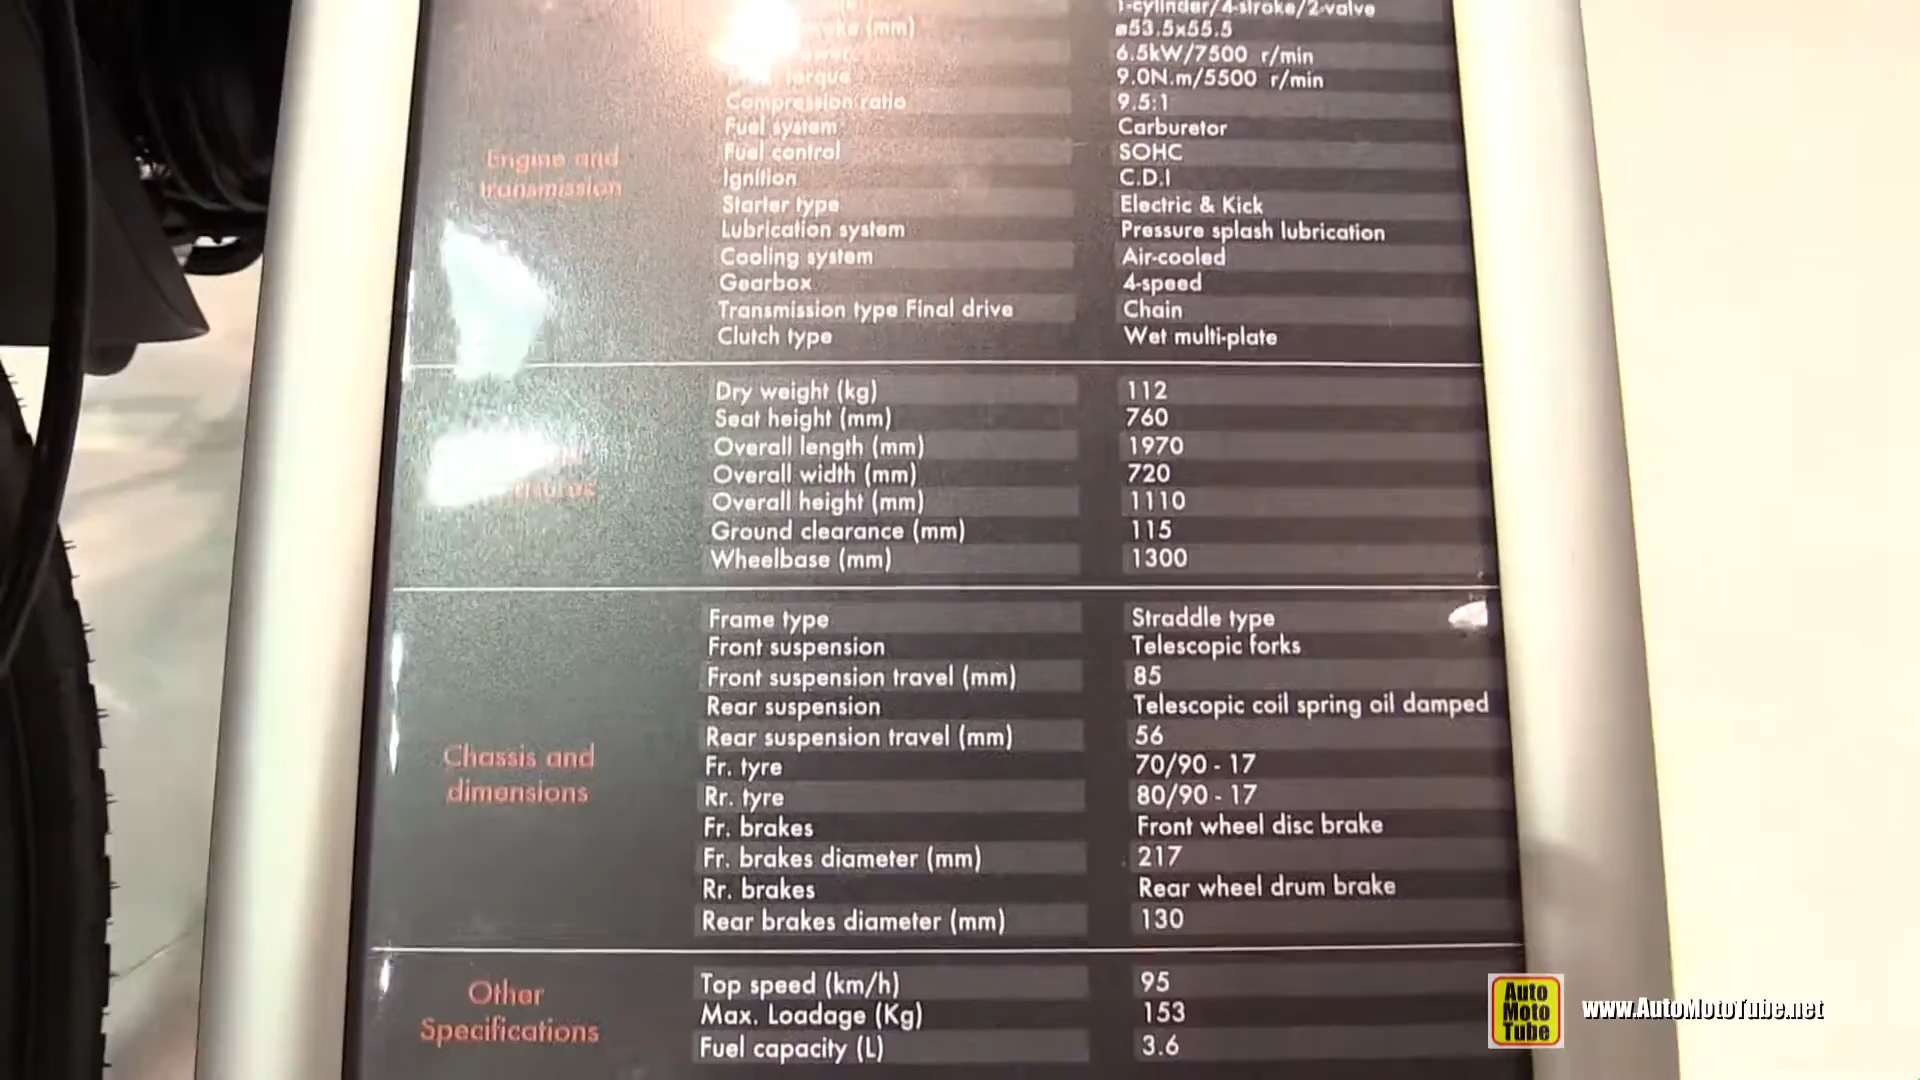 1-cylinder/4-stroke/2-valve
(mm) ø53.5x55.5
6.5kW/7500 r/min
torque 9.0N.m/5500 r/min
Compression ratio 9.5:1
Fuel system Carburetor
Fuel control SOHC
Engine and transmission
Ignition C.D.I
Starter type Electric & Kick
Lubrication system Pressure splash lubrication
Cooling system Air-cooled
Gearbox 4-speed
Transmission type Final drive Chain
Clutch type Wet multi-plate
Dry weight (kg) 112
Seat height (mm) 760
Overall length (mm) 1970
Overall width (mm) 720
Overall height (mm) 1110
Ground clearance (mm) 115
Wheelbase (mm) 1300
Frame type Straddle type
Front suspension Telescopic forks
Front suspension travel (mm) 85
Rear suspension Telescopic coil spring oil damped
Rear suspension travel (mm) 56
Chassis and dimensions
Fr. tyre 70/90 - 17
Rr. tyre 80/90 - 17
Fr. brakes Front wheel disc brake
Fr. brakes diameter (mm) 217
Rr. brakes Rear wheel drum brake
Rear brakes diameter (mm) 130
Other Specifications
Top speed (km/h) 95
Max. Loadage (Kg) 153
Fuel capacity (L) 3.6
Auto
Moto
Tube
www.AutoMotoTube.net